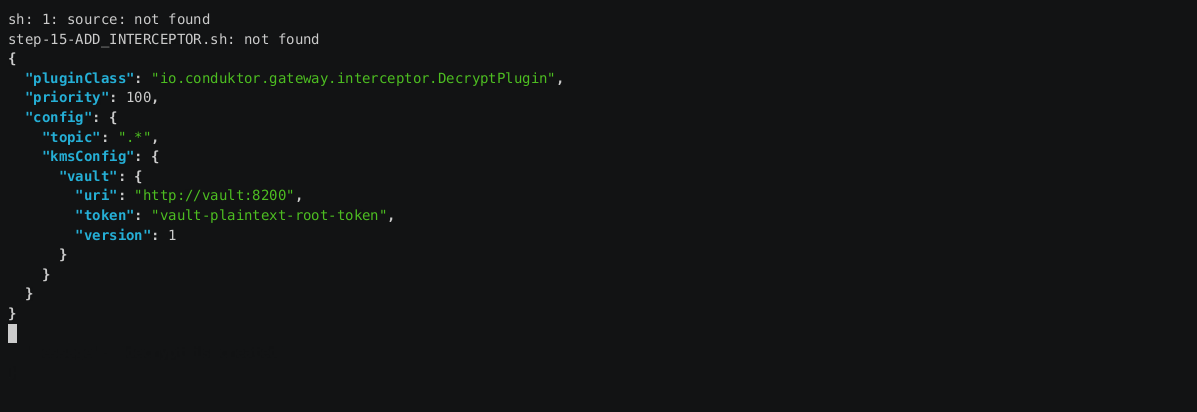 sh: 1: source: not found
step-15-ADD_INTERCEPTOR.sh: not found
{
  "pluginClass": "io.conduktor.gateway.interceptor.DecryptPlugin",
  "priority": 100,
  "config": {
    "topic": ".*",
    "kmsConfig": {
      "vault": {
        "uri": "http://vault:8200",
        "token": "vault-plaintext-root-token",
        "version": 1
      }
    }
  }
}